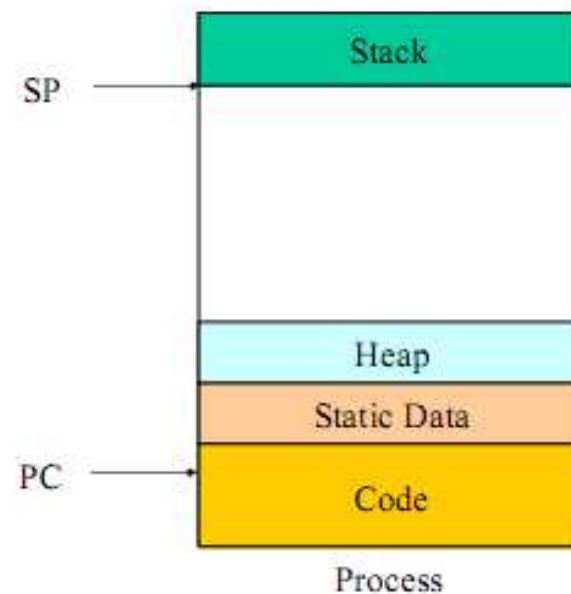 Stack
SP
Heap
Static Data
PC
Code
Process